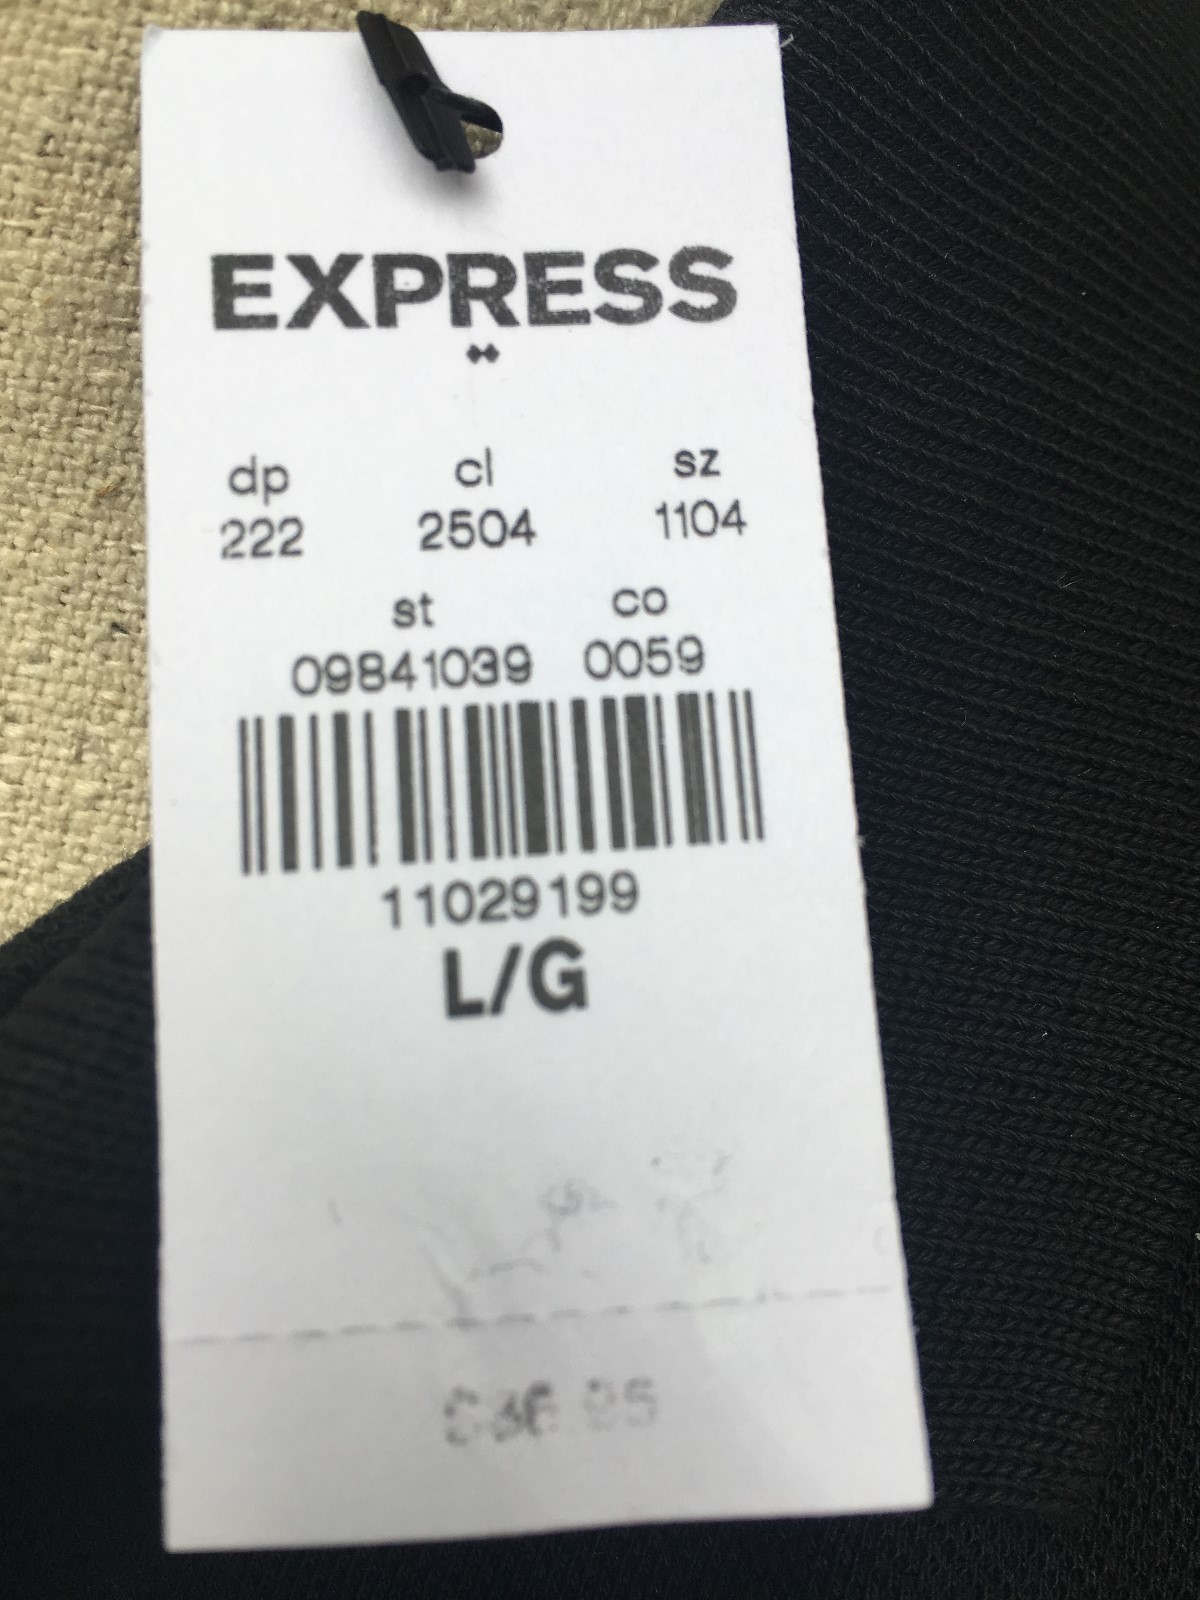 EXPRESS
dp cl sz
222 2504 1104
st co
09841039 0059
11029199
L/G